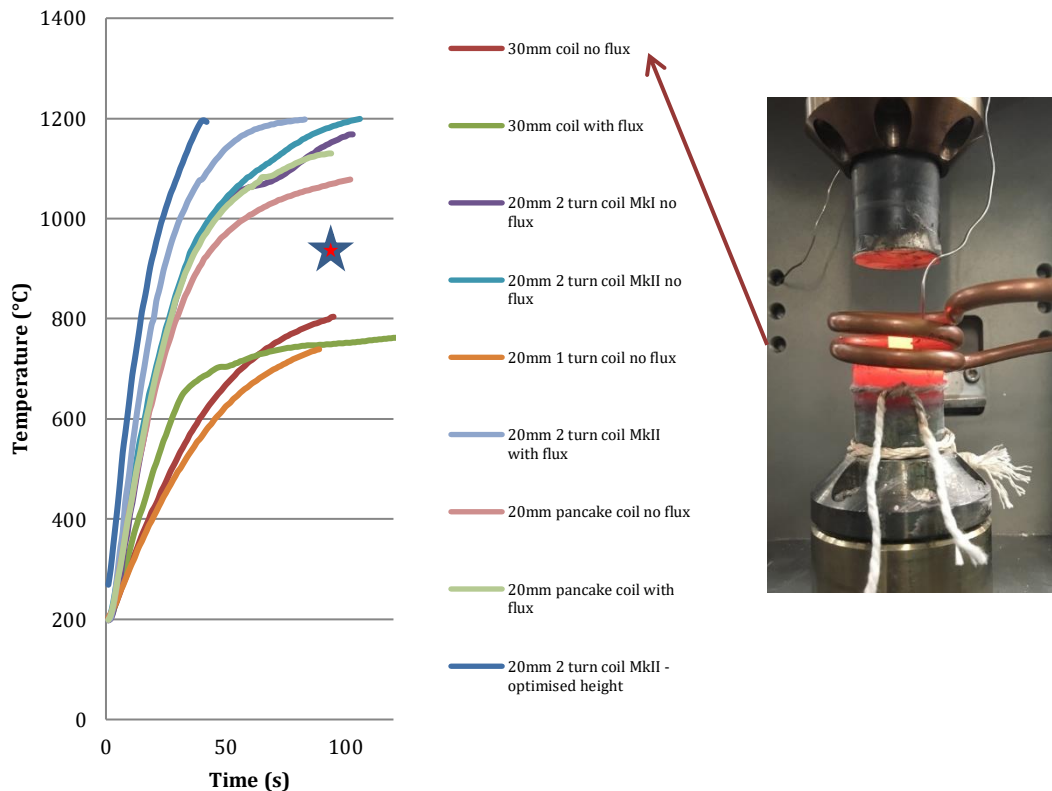 1400
1200
1000
800
600
400
200
0
Temperature (°C)
0
50
100
Time (s)
30mm coil no flux
30mm coil with flux
20mm 2 turn coil MkI no
flux
20mm 2 turn coil MkII no
flux
20mm 1 turn coil no flux
20mm 2 turn coil MkII
with flux
20mm pancake coil no flux
20mm pancake coil with
flux
20mm 2 turn coil MkII -
optimised height